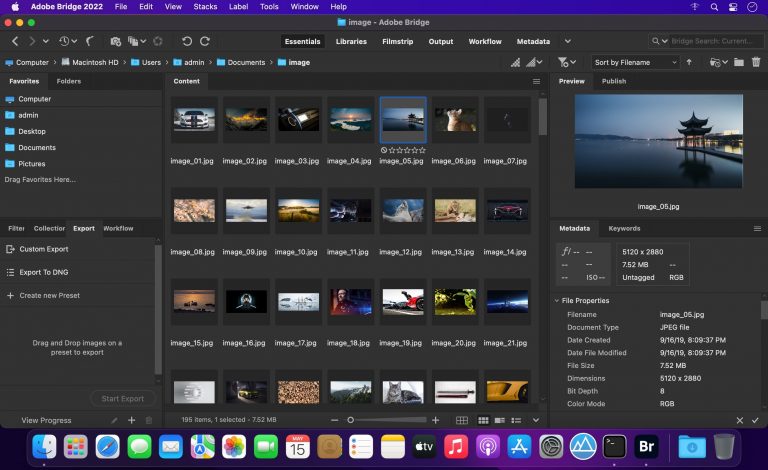 Adobe Bridge 2022 File Edit View Stacks Label Tools Window Help
image - Adobe Bridge
Essentials Libraries Filmstrip Output Workflow Metadata
Bridge Search: Current...
Computer Macintosh HD Users admin Documents image
Sort by Filename
Favorites Folders
Computer
admin
Desktop
Documents
Pictures
Drag Favorites Here...
Filter Collection Export Workflow
Custom Export
Export To DNG
Create new Preset
Drag and Drop images on a
preset to export
Start Export
View Progress
Content
image_01.jpg image_02.jpg image_03.jpg image_04.jpg image_05.jpg image_06.jpg image_07.jpg
image_08.jpg image_09.jpg image_10.jpg image_11.jpg image_12.jpg image_13.jpg image_14.jpg
image_15.jpg image_16.jpg image_17.jpg image_18.jpg image_19.jpg image_20.jpg image_21.jpg
195 items, 1 selected - 7.52 MB
Preview Publish
image_05.jpg
Metadata Keywords
f/ -- --
-- --
-- ISO --
5120 x 2880
7.52 MB --
Untagged RGB
File Properties
Filename image_05.jpg
Document Type JPEG file
Date Created 9/16/19, 8:09:37 PM
Date File Modified 9/16/19, 8:09:37 PM
File Size 7.52 MB
Dimensions 5120 x 2880
Bit Depth 8
Color Mode RGB
MAY
15
tv
Br